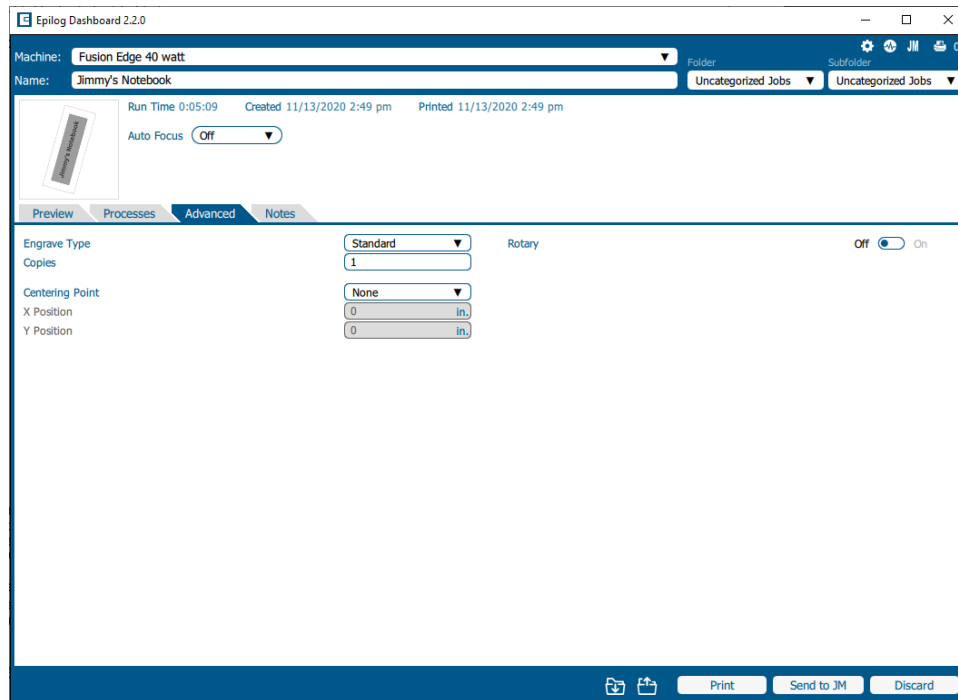 Epilog Dashboard 2.2.0
JM
Machine: Fusion Edge 40 watt
Folder Subfolder
Name: Jimmy's Notebook Uncategorized Jobs Uncategorized Jobs
Run Time 0:05:09 Created 11/13/2020 2:49 pm Printed 11/13/2020 2:49 pm
Auto Focus Off
Jimmy's Notebook
Preview Processes Advanced Notes
Engrave Type Standard Rotary Off On
Copies 1
Centering Point None
X Position 0 in.
Y Position 0 in.
Print Send to JM Discard